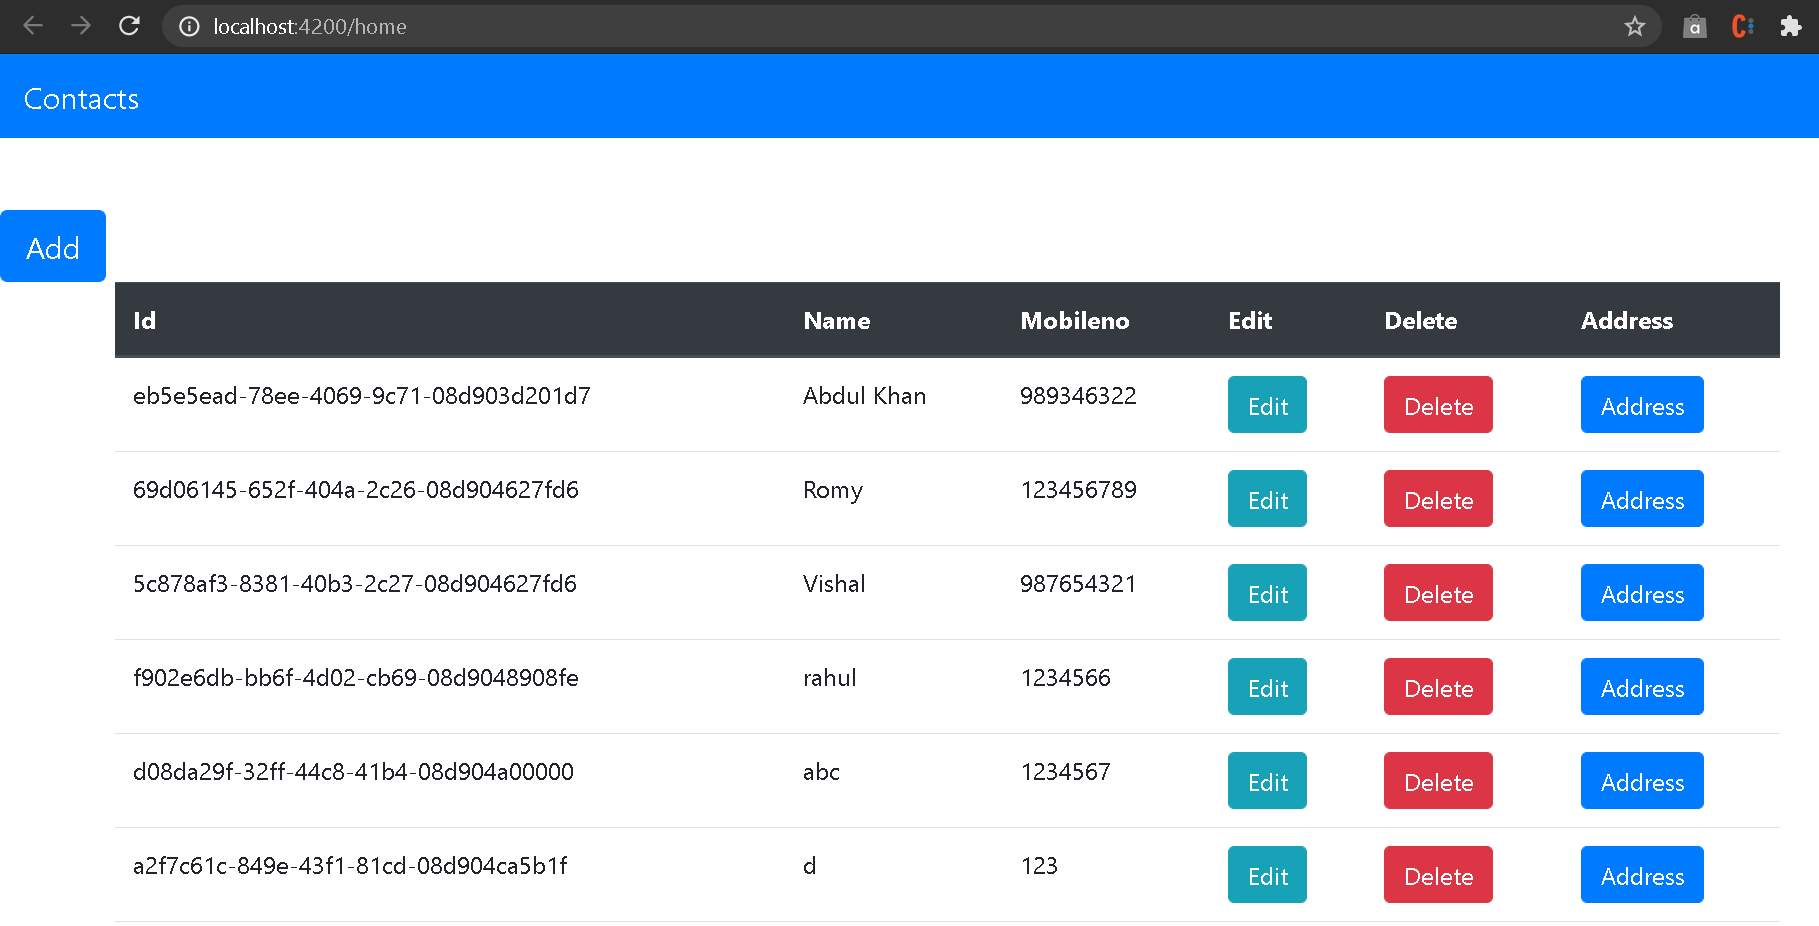 localhost:4200/home
Contacts
Add
Id Name Mobileno Edit Delete Address
eb5e5ead-78ee-4069-9c71-08d903d201d7 Abdul Khan 989346322 Edit Delete Address
69d06145-652f-404a-2c26-08d904627fd6 Romy 123456789 Edit Delete Address
5c878af3-8381-40b3-2c27-08d904627fd6 Vishal 987654321 Edit Delete Address
f902e6db-bb6f-4d02-cb69-08d9048908fe rahul 1234566 Edit Delete Address
d08da29f-32ff-44c8-41b4-08d904a00000 abc 1234567 Edit Delete Address
a2f7c61c-849e-43f1-81cd-08d904ca5b1f d 123 Edit Delete Address